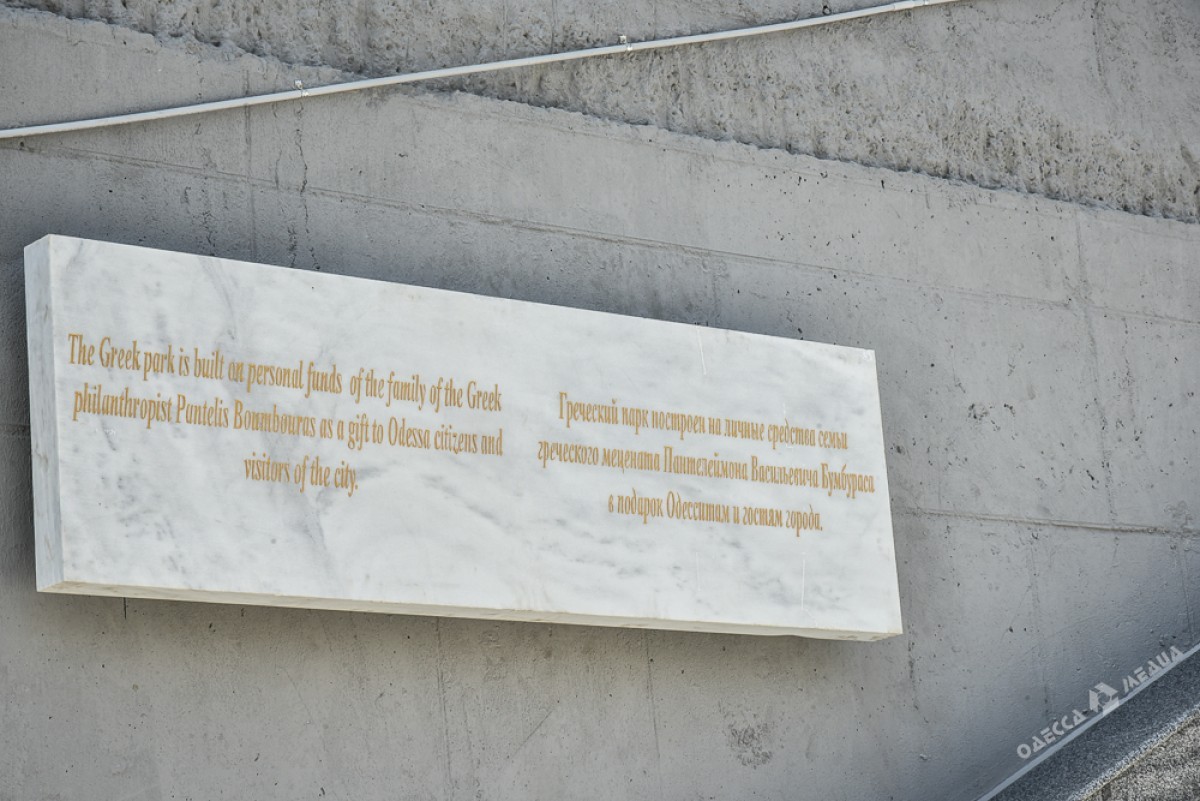 The Greek park is built on personal funds of the family of the Greek
philanthropist Pantelis Boumbouras as a gift to Odessa citizens and
visitors of the city.
Греческий парк построен на личные средства семьи
греческого мецената Пантелеймона Васильевича Бумбураса
в подарок Одесситам и гостям города.
ОДЕССА МЕДИА